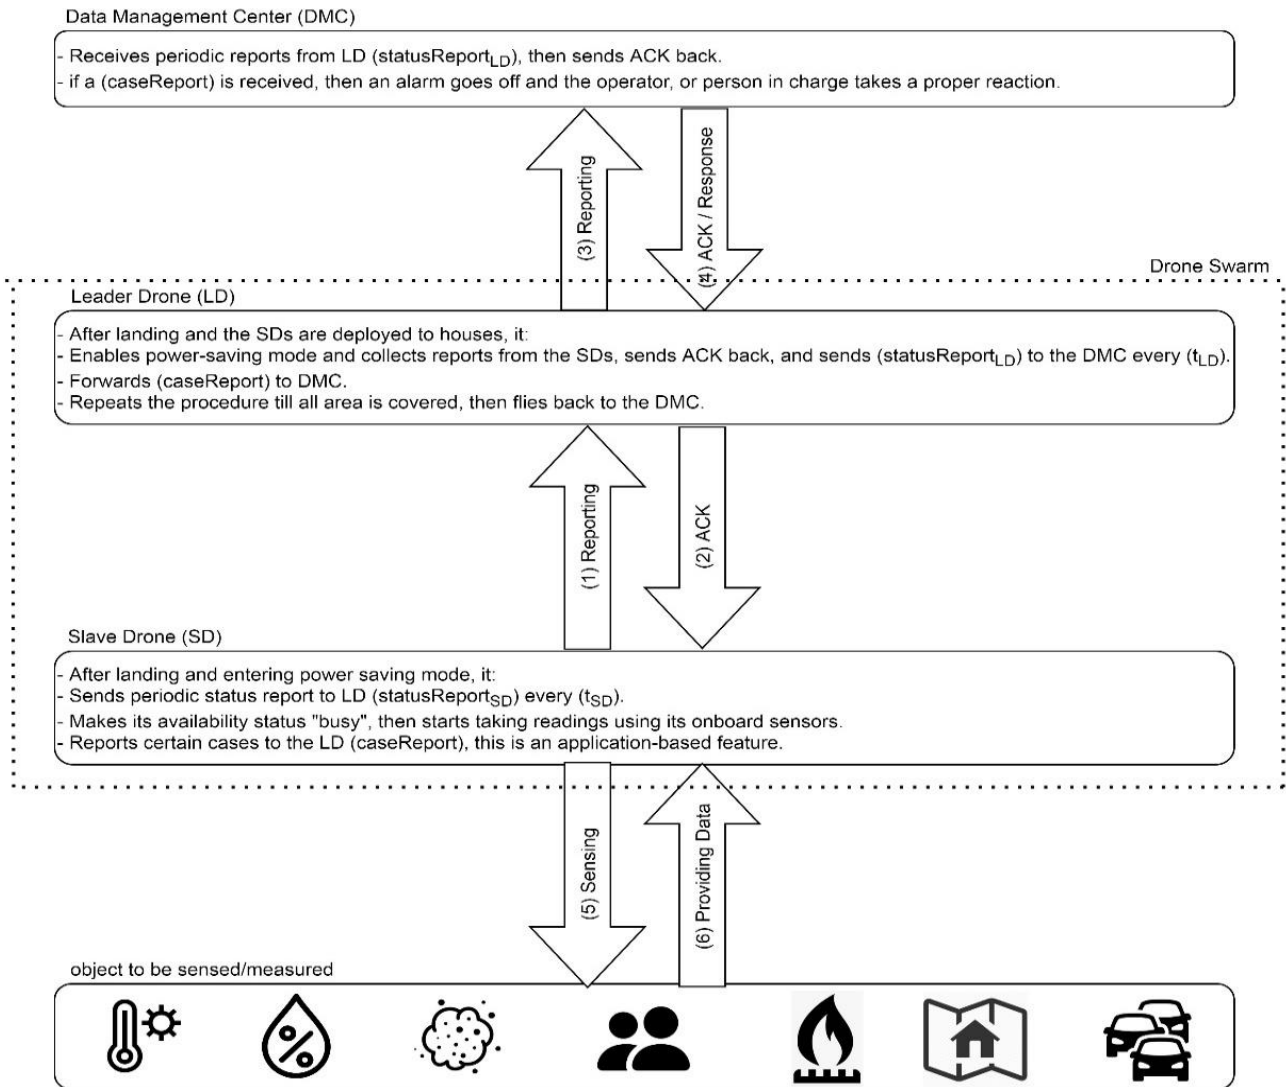 Data Management Center (DMC)
- Receives periodic reports from LD (statusReportLD), then sends ACK back.
- if a (caseReport) is received, then an alarm goes off and the operator, or person in charge takes a proper reaction.
(3) Reporting
(4) ACK / Response
Drone Swarm
Leader Drone (LD)
- After landing and the SDs are deployed to houses, it:
- Enables power-saving mode and collects reports from the SDs, sends ACK back, and sends (statusReportLD) to the DMC every (tLD).
- Forwards (caseReport) to DMC.
- Repeats the procedure till all area is covered, then flies back to the DMC.
(1) Reporting
(2) ACK
Slave Drone (SD)
- After landing and entering power saving mode, it:
- Sends periodic status report to LD (statusReportSD) every (tSD).
- Makes its availability status "busy", then starts taking readings using its onboard sensors.
- Reports certain cases to the LD (caseReport), this is an application-based feature.
(5) Sensing
(6) Providing Data
object to be sensed/measured
%